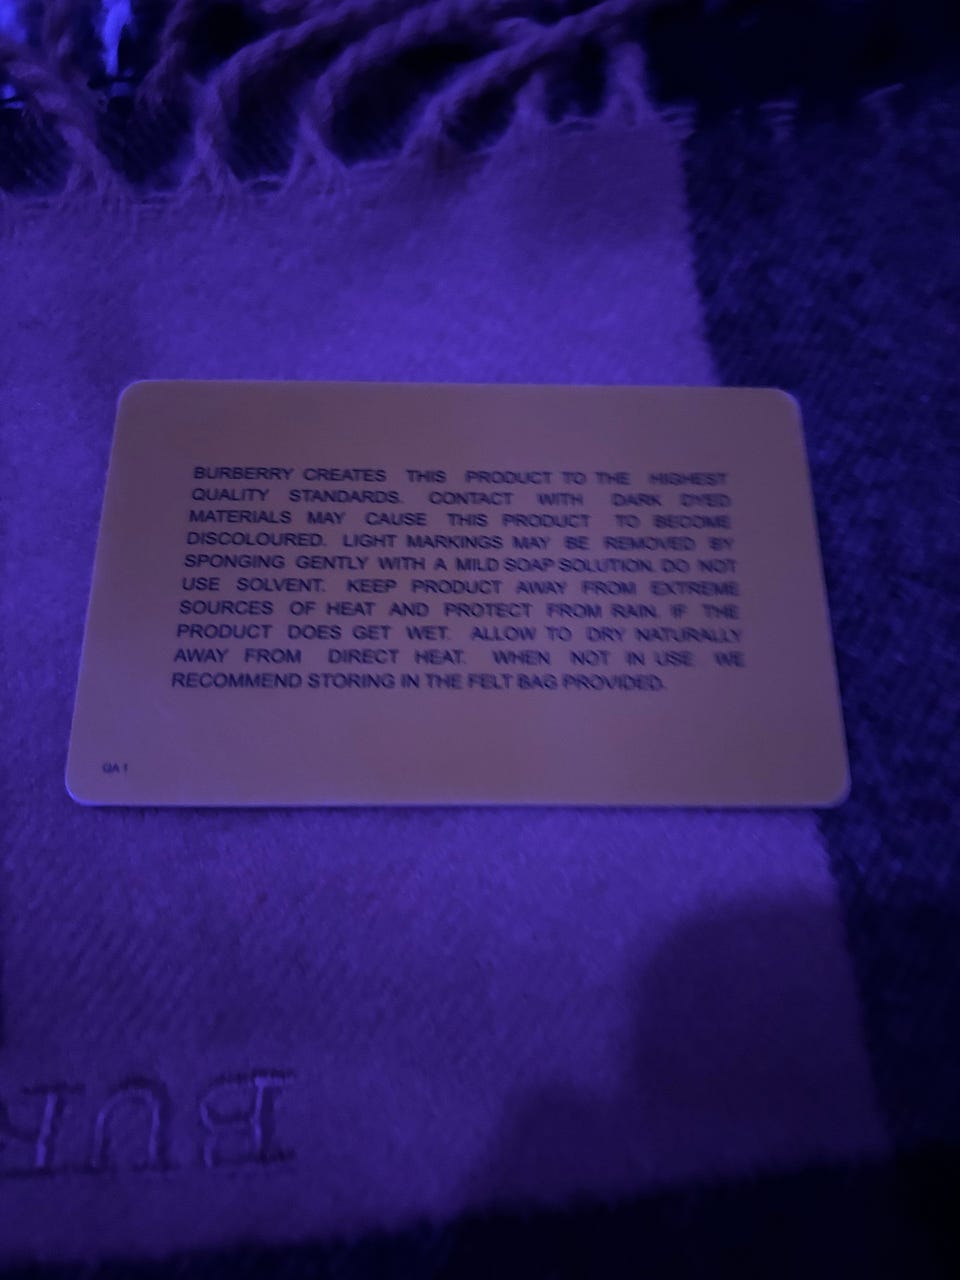 BURBERRY CREATES THIS PRODUCT TO THE HIGHEST
QUALITY STANDARDS. CONTACT WITH DARK DYED
MATERIALS MAY CAUSE THIS PRODUCT TO BECOME
DISCOLOURED. LIGHT MARKINGS MAY BE REMOVED BY
SPONGING GENTLY WITH A MILD SOAP SOLUTION. DO NOT
USE SOLVENT. KEEP PRODUCT AWAY FROM EXTREME
SOURCES OF HEAT AND PROTECT FROM RAIN. IF THE
PRODUCT DOES GET WET. ALLOW TO DRY NATURALLY
AWAY FROM DIRECT HEAT. WHEN NOT IN USE WE
RECOMMEND STORING IN THE FELT BAG PROVIDED.
QA 1
BUR